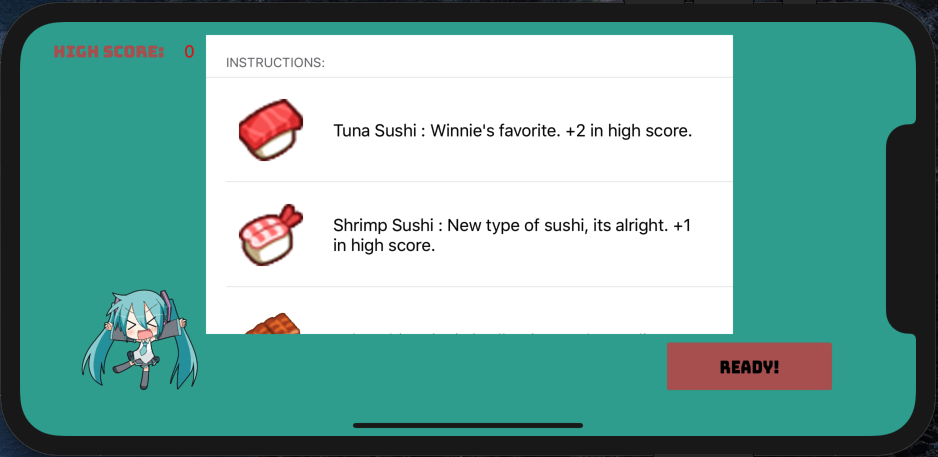 HIGH SCORE: 0
INSTRUCTIONS:
Tuna Sushi : Winnie's favorite. +2 in high score.
Shrimp Sushi : New type of sushi, its alright. +1
in high score.
READY!